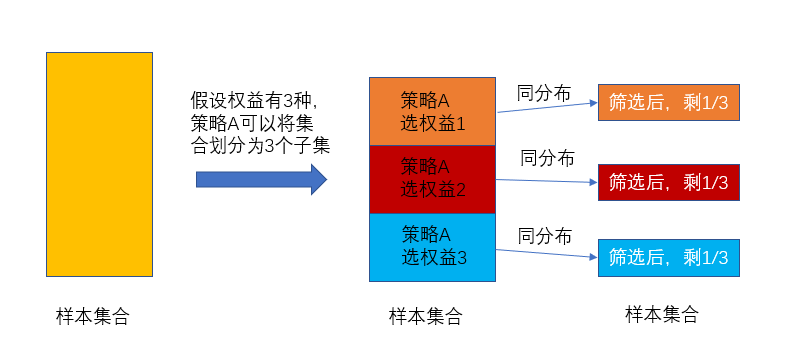 假设权益有3种，
策略A可以将集
合划分为3个子集
样本集合
策略A
选权益1
策略A
选权益2
策略A
选权益3
样本集合
同分布
同分布
同分布
筛选后，剩1/3
筛选后，剩1/3
筛选后，剩1/3
样本集合